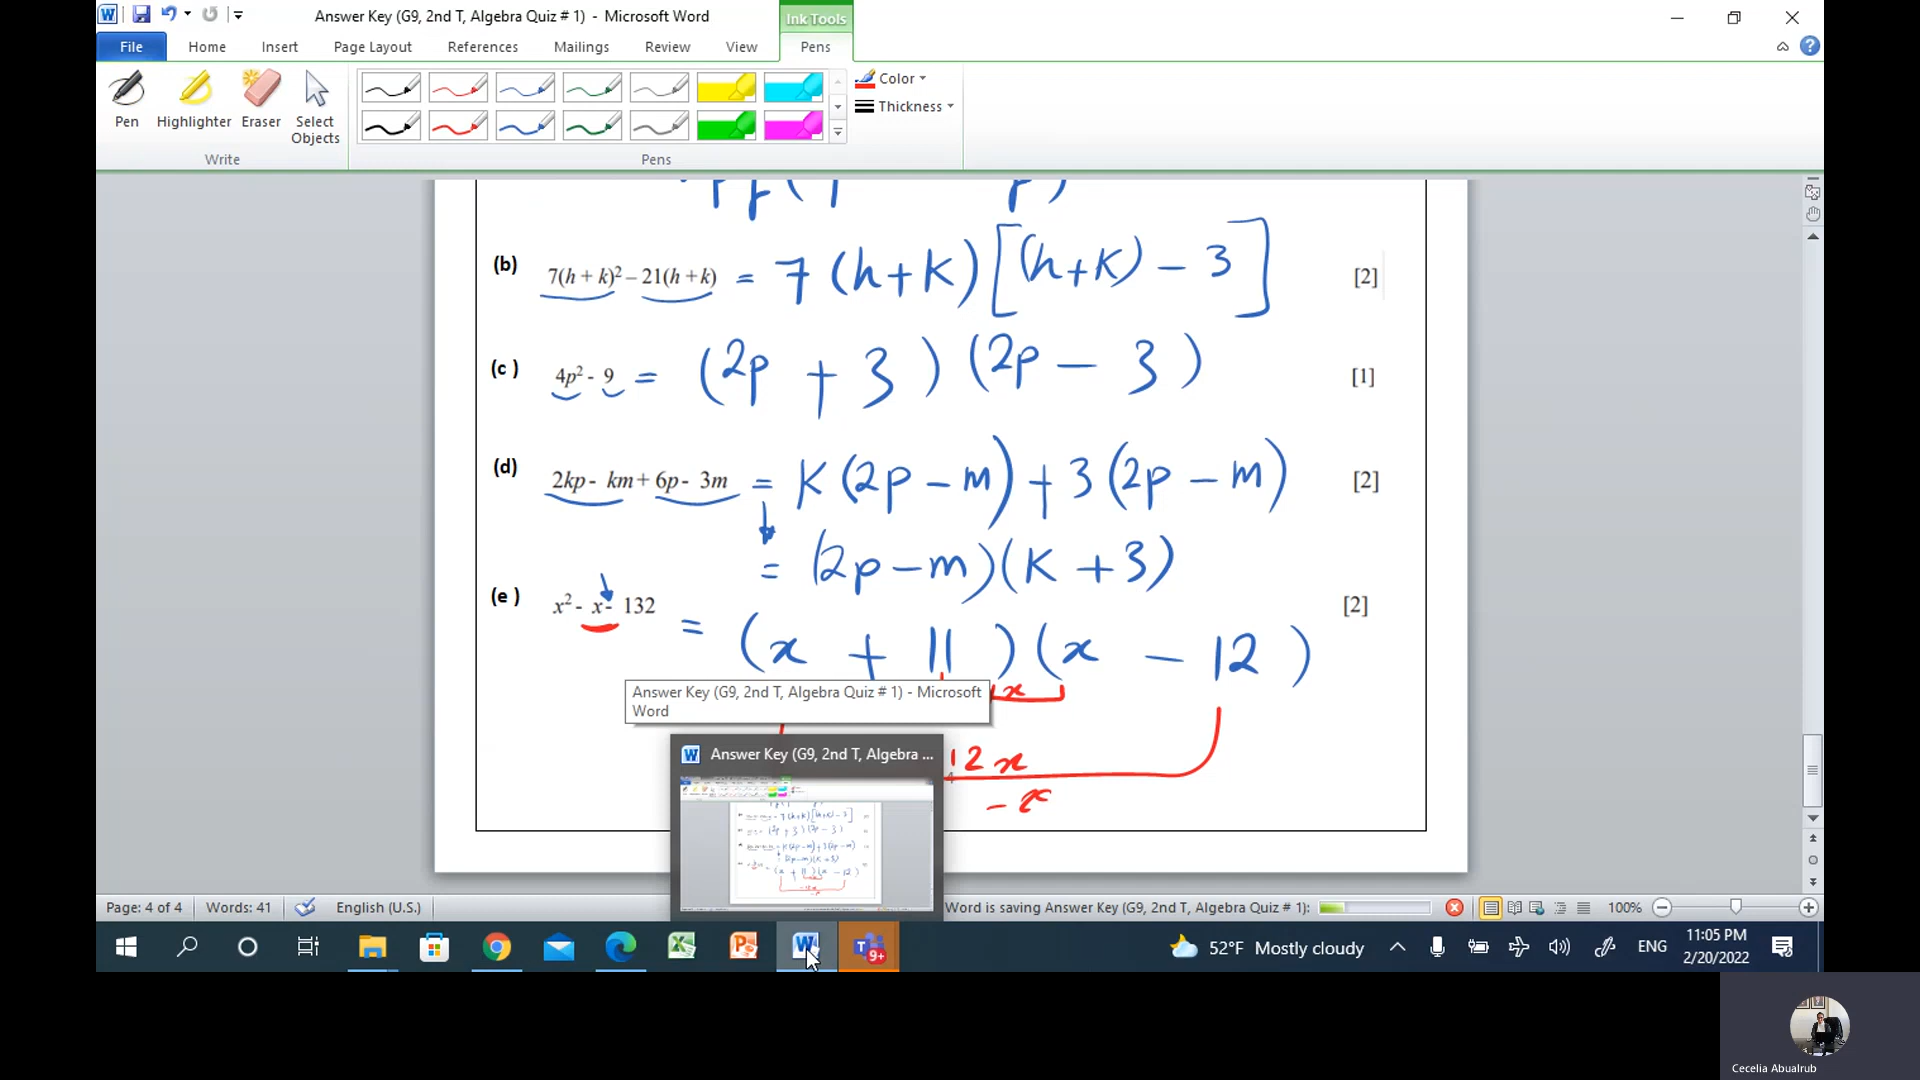 Answer Key (G9, 2nd T, Algebra Quiz # 1) - Microsoft Word
Ink Tools
File Home Insert Page Layout References Mailings Review View Pens
Pen Highlighter Eraser Select Objects
Color
Thickness
Write Pens
(b) 7(h + k)² – 21(h + k) = 7 (h+k) [(h+k) – 3] [2]
(c ) 4p² - 9 = (2p + 3) (2p – 3) [1]
(d) 2kp - km + 6p - 3m = K (2p – m) + 3 (2p – m) [2]
= (2p – m)(K + 3)
(e ) x² - x - 132 = (x + 11)(x – 12) [2]
Answer Key (G9, 2nd T, Algebra Quiz # 1) - Microsoft
Word
x
Answer Key (G9, 2nd T, Algebra ...
12x
– x
Page: 4 of 4 Words: 41 English (U.S.) Word is saving Answer Key (G9, 2nd T, Algebra Quiz # 1): 100%
9+ 52°F Mostly cloudy ENG 11:05 PM
2/20/2022
Cecelia Abualrub